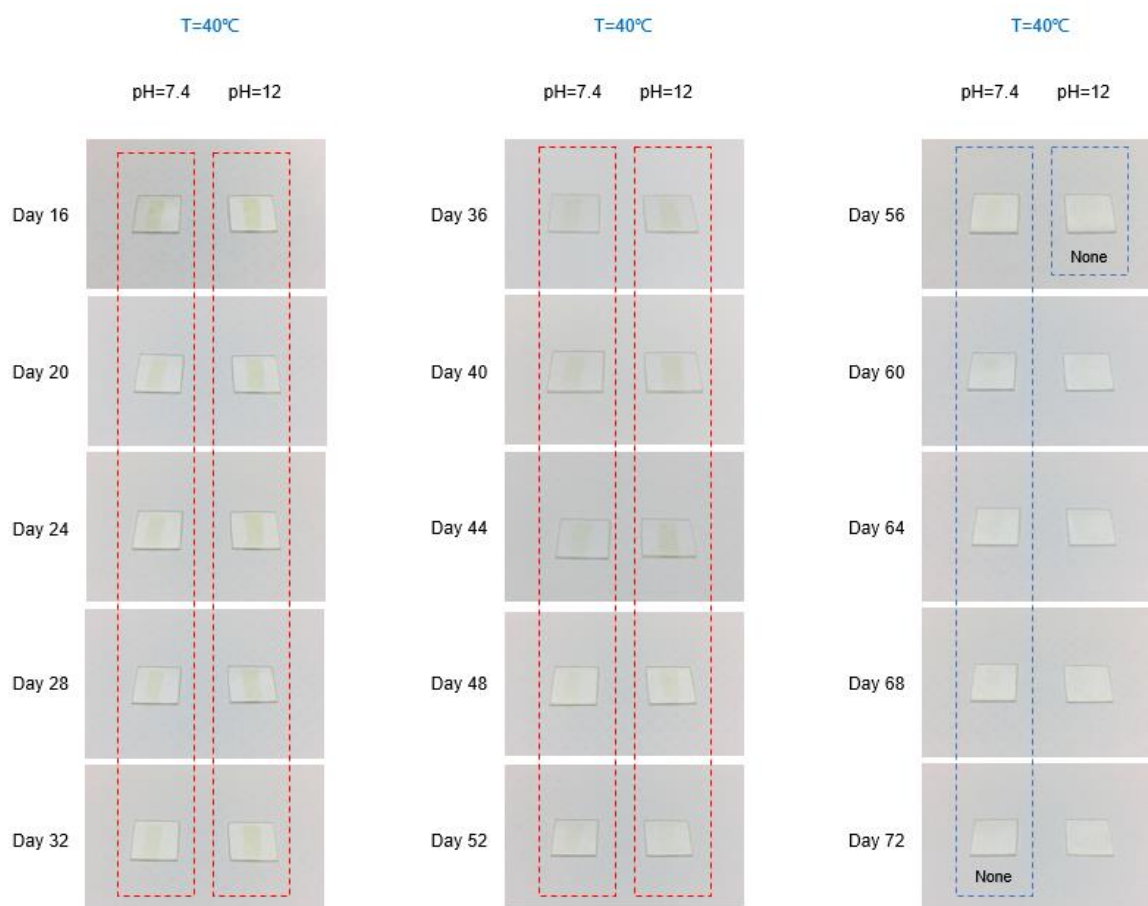 T=40℃ T=40℃ T=40℃
pH=7.4 pH=12 pH=7.4 pH=12 pH=7.4 pH=12
Day 16 Day 36 Day 56
None
Day 20 Day 40 Day 60
Day 24 Day 44 Day 64
Day 28 Day 48 Day 68
Day 32 Day 52 Day 72
None